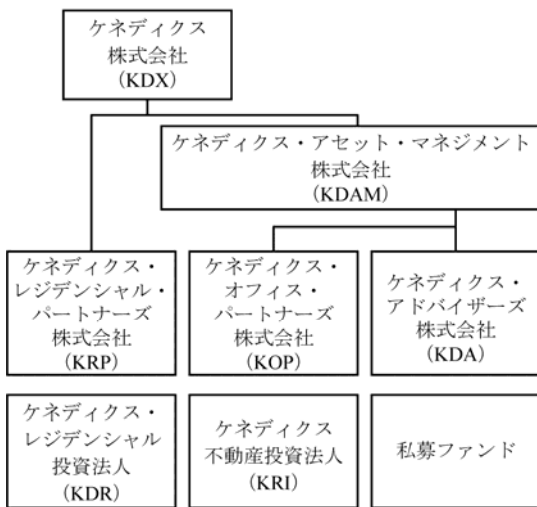 ケネディクス
株式会社
(KDX)
ケネディクス・アセット・マネジメント
株式会社
(KDAM)
ケネディクス・
レジデンシャル・
パートナーズ
株式会社
(KRP)
ケネディクス・
オフィス・
パートナーズ
株式会社
(KOP)
ケネディクス・
アドバイザーズ
株式会社
(KDA)
ケネディクス・
レジデンシャル
投資法人
(KDR)
ケネディクス
不動産投資法人
(KRI)
私募ファンド